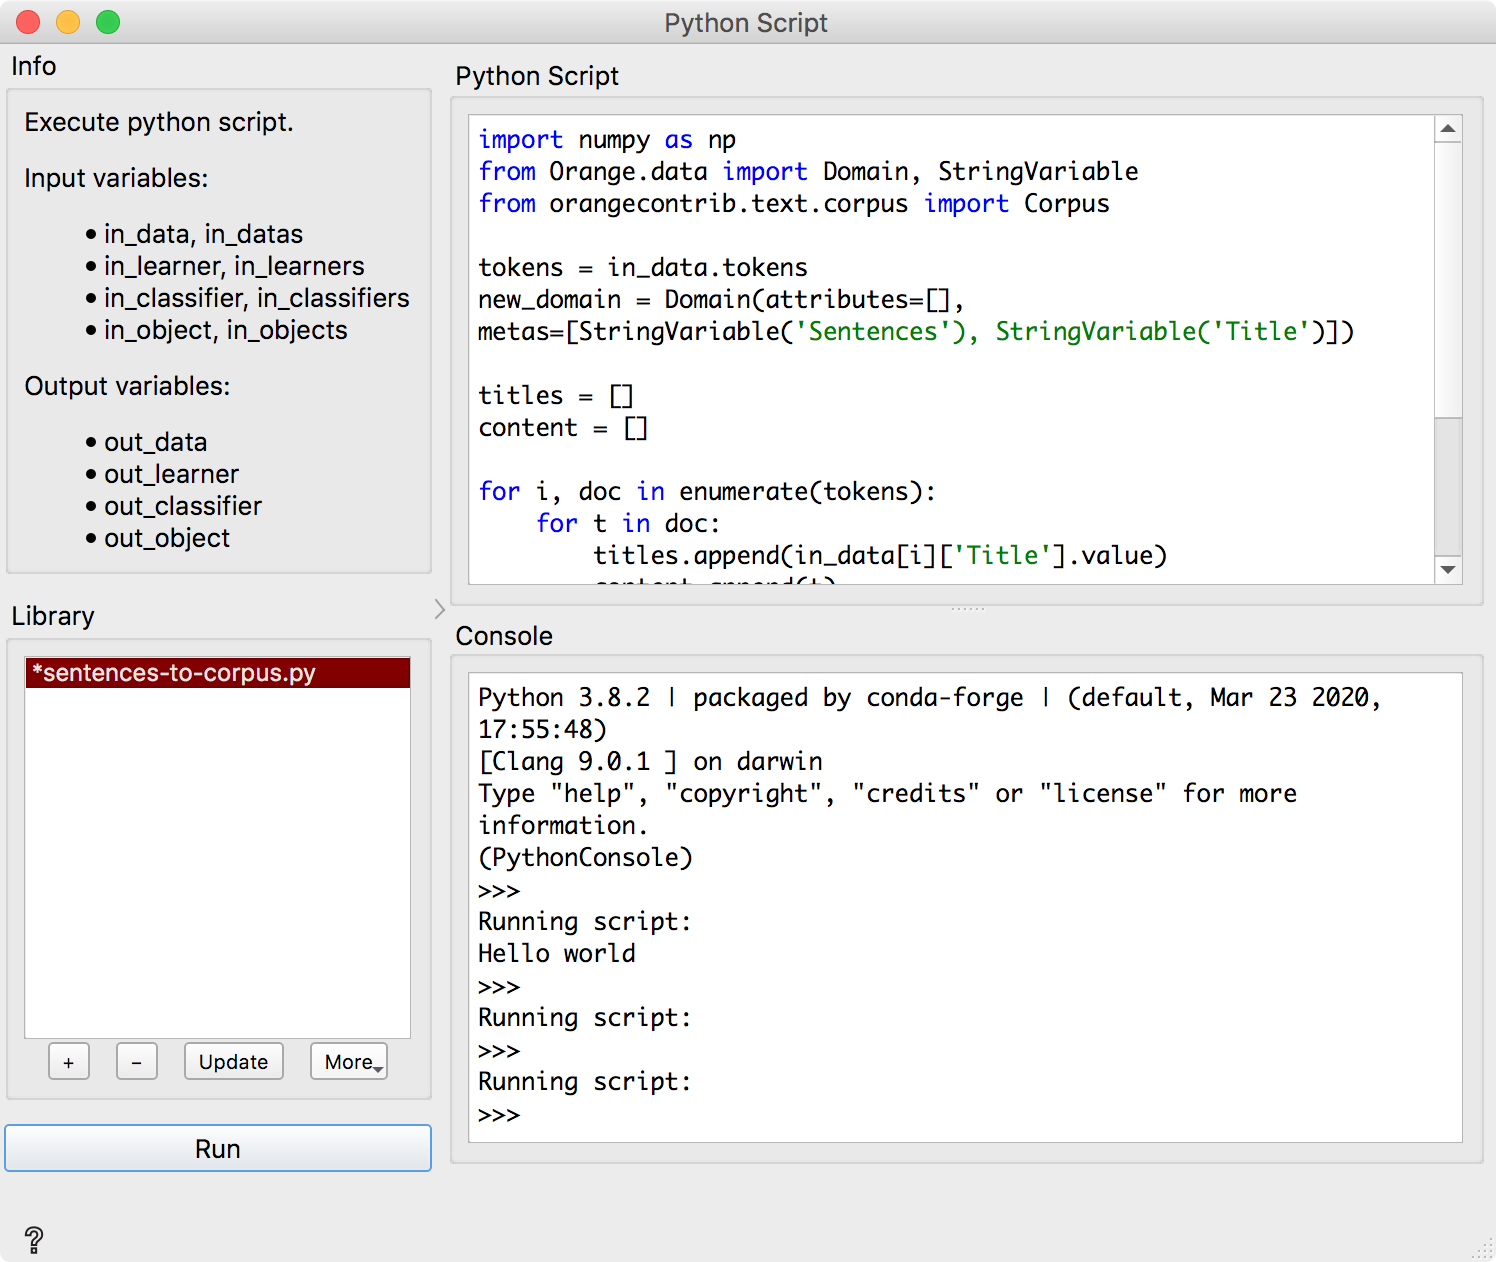 Python Script
Info
Execute python script.
Input variables:
• in_data, in_datas
• in_learner, in_learners
• in_classifier, in_classifiers
• in_object, in_objects
Output variables:
• out_data
• out_learner
• out_classifier
• out_object
Library
*sentences-to-corpus.py
+
−
Update
More
Run
?
Python Script
import numpy as np
from Orange.data import Domain, StringVariable
from orangecontrib.text.corpus import Corpus
tokens = in_data.tokens
new_domain = Domain(attributes=[],
metas=[StringVariable('Sentences'), StringVariable('Title')])
titles = []
content = []
for i, doc in enumerate(tokens):
    for t in doc:
        titles.append(in_data[i]['Title'].value)
        content.append(t)
Console
Python 3.8.2 | packaged by conda-forge | (default, Mar 23 2020,
17:55:48)
[Clang 9.0.1 ] on darwin
Type "help", "copyright", "credits" or "license" for more
information.
(PythonConsole)
>>>
Running script:
Hello world
>>>
Running script:
>>>
Running script:
>>>